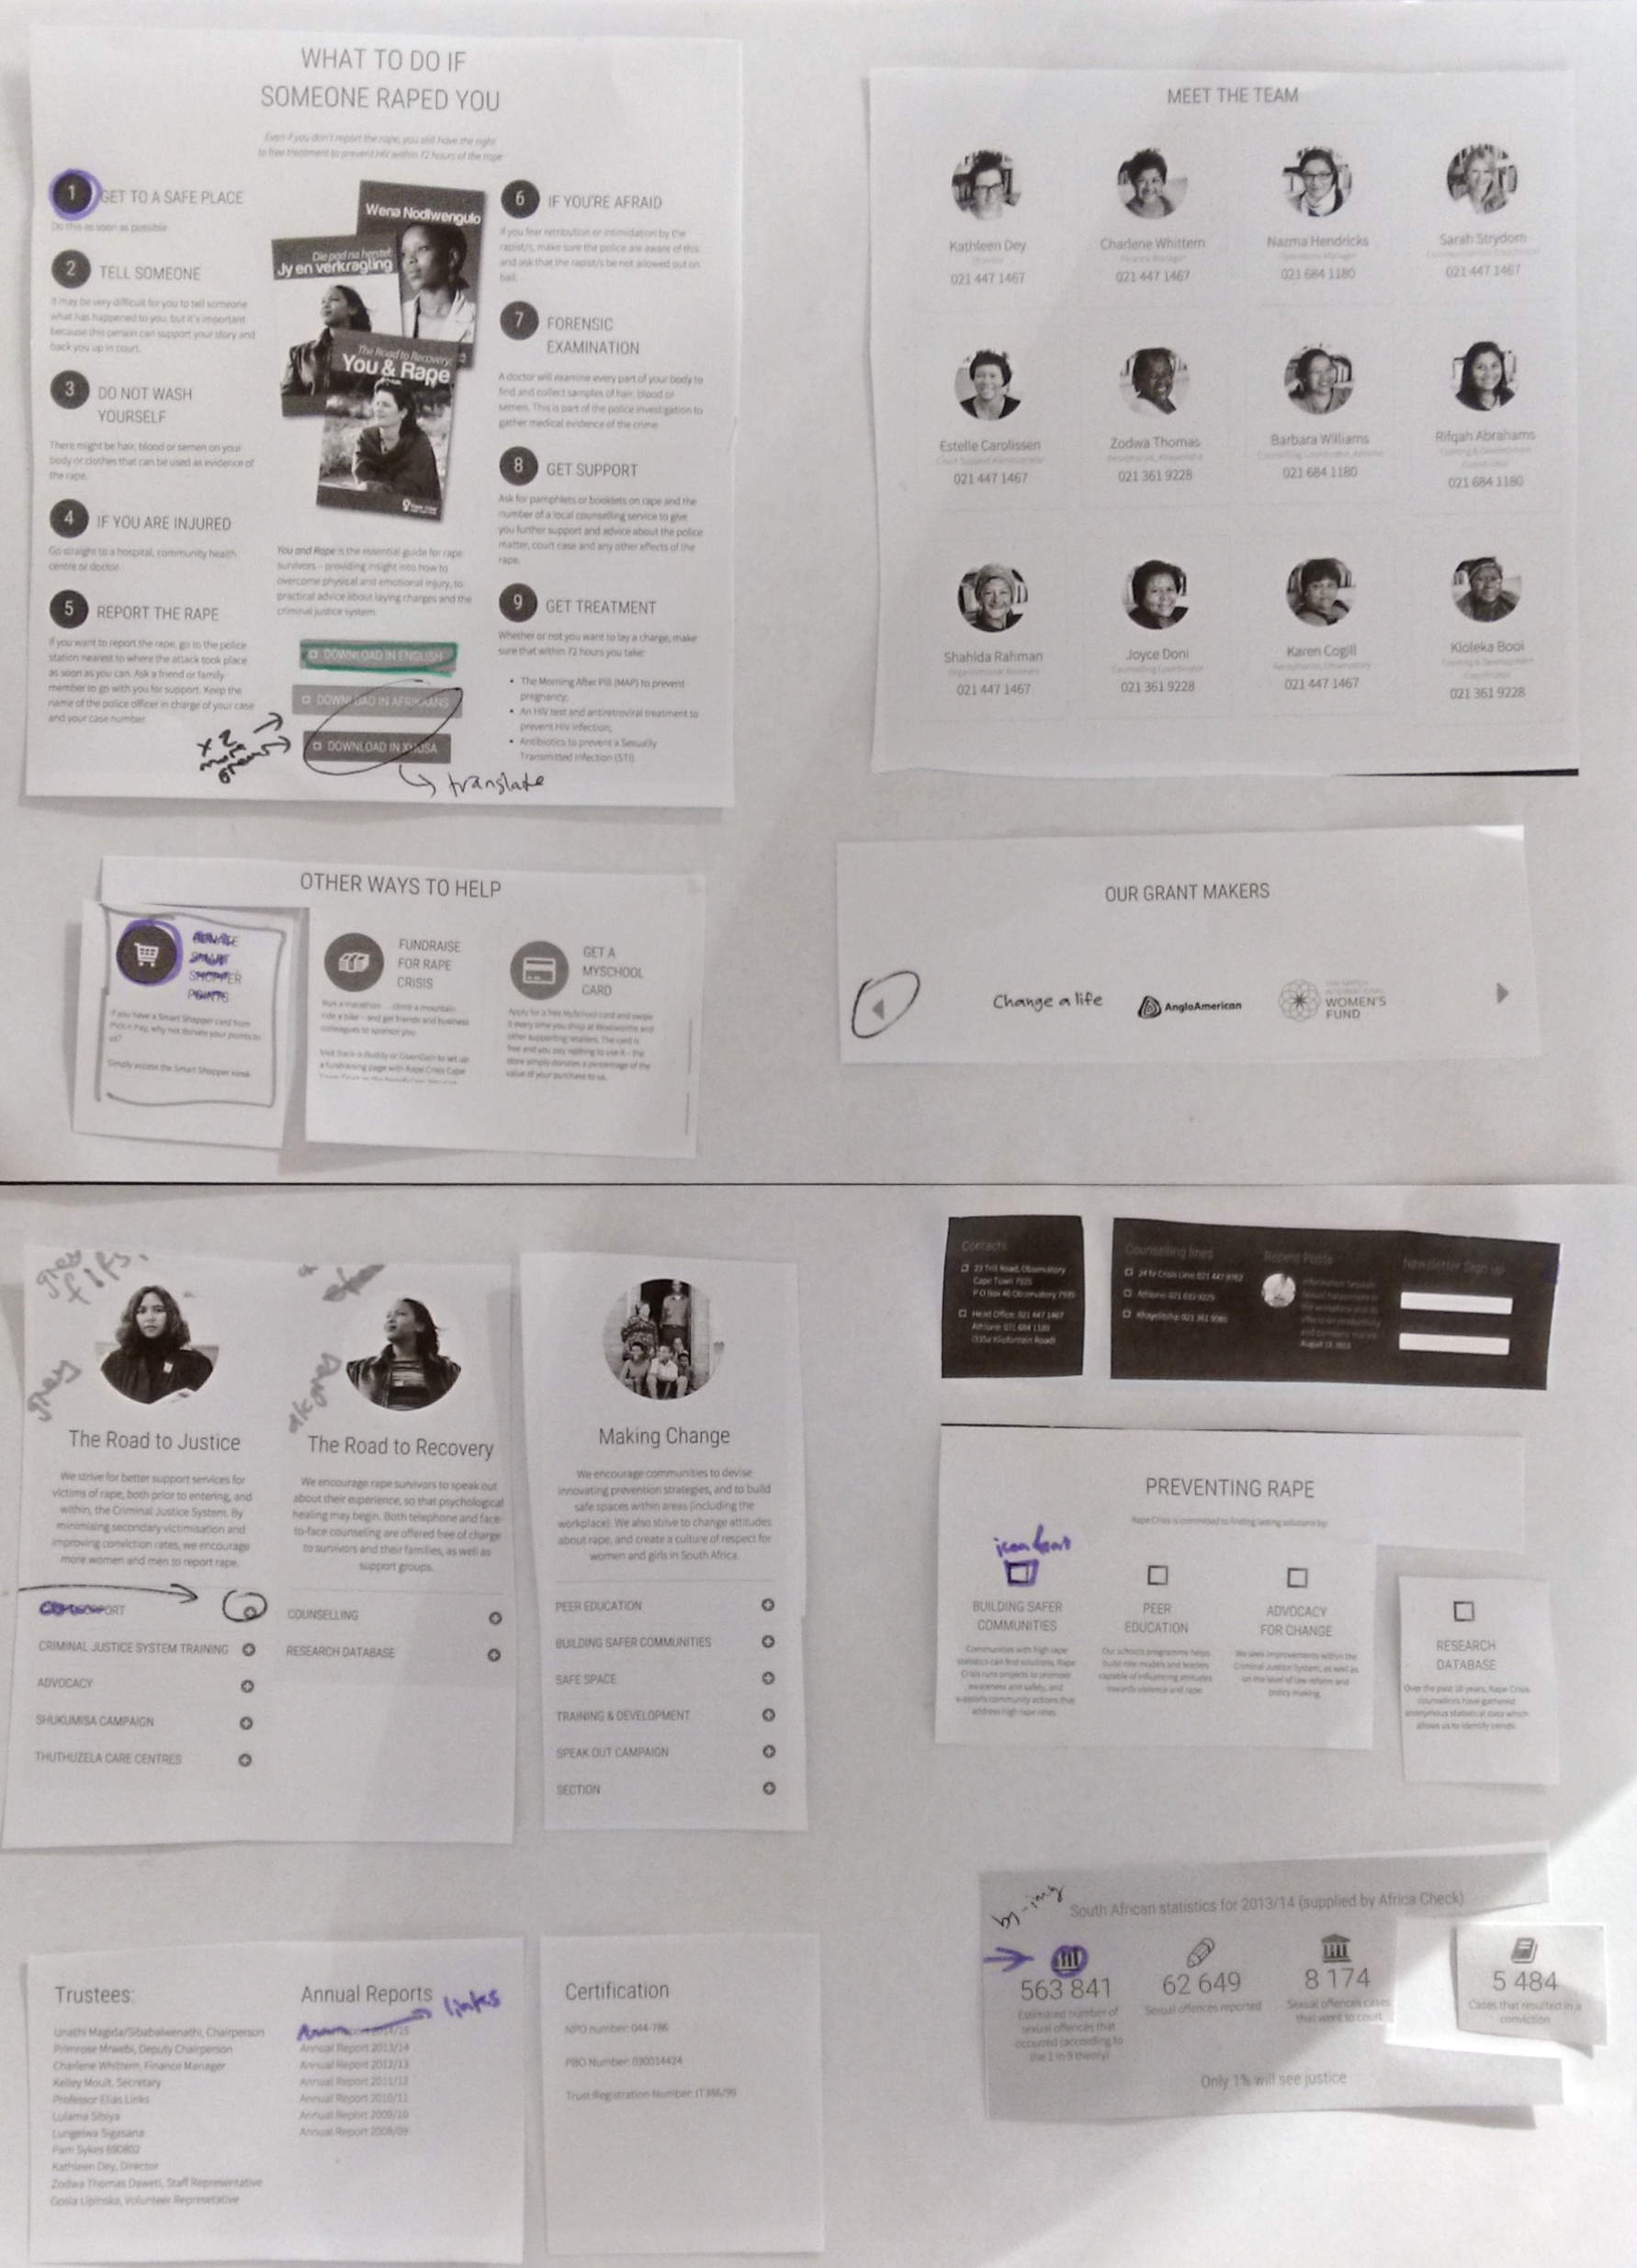 WHAT TO DO IF
SOMEONE RAPED YOU
Even if you don't report the rape, you still have the right
to free treatment to prevent HIV within 72 hours of the rape
1 GET TO A SAFE PLACE
Do this as soon as possible
2 TELL SOMEONE
It may be very difficult for you to tell someone
what has happened to you, but it's important
because this person can support your story and
back you up in court.
3 DO NOT WASH
YOURSELF
There might be hair, blood or semen on your
body or clothes that can be used as evidence of
the rape.
4 IF YOU ARE INJURED
Go straight to a hospital, community health
centre or doctor.
5 REPORT THE RAPE
If you want to report the rape, go to the police
station nearest to where the attack took place
as soon as you can. Ask a friend or family
member to go with you for support. Keep the
name of the police officer in charge of your case
and your case number.
Wena Nodlwengulo
Die pad na herstel:
Jy en verkragting
The Road to Recovery:
You & Rape
You and Rape is the essential guide for rape
survivors – providing insight into how to
overcome physical and emotional injury, to
practical advice about laying charges and the
criminal justice system.
DOWNLOAD IN ENGLISH
DOWNLOAD IN AFRIKAANS
DOWNLOAD IN XHOSA
x 2
more
green
translate
6 IF YOU'RE AFRAID
If you fear retribution or intimidation by the
rapist/s, make sure the police are aware of this
and ask that the rapist/s be not allowed out on
bail.
7 FORENSIC
EXAMINATION
A doctor will examine every part of your body to
find and collect samples of hair, blood or
semen. This is part of the police investigation to
gather medical evidence of the crime.
8 GET SUPPORT
Ask for pamphlets or booklets on rape and the
number of a local counselling service to give
you further support and advice about the police
matter, court case and any other effects of the
rape.
9 GET TREATMENT
Whether or not you want to lay a charge, make
sure that within 72 hours you take:
• The Morning After Pill (MAP) to prevent
pregnancy;
• An HIV test and antiretroviral treatment to
prevent HIV infection;
• Antibiotics to prevent a Sexually
Transmitted Infection (STI).
MEET THE TEAM
Kathleen Dey
Director
021 447 1467
Charlene Whittern
Finance Manager
021 447 1467
Nazma Hendricks
Operations Manager
021 684 1180
Sarah Strydom
Communications Coordinator
021 447 1467
Estelle Carolissen
Court Support
021 447 1467
Zodwa Thomas
Receptionist, Khayelitsha
021 361 9228
Barbara Williams
Counselling Coordinator, Athlone
021 684 1180
Rifqah Abrahams
Training & Development
Coordinator
021 684 1180
Shahida Rahman
021 447 1467
Joyce Doni
Counselling Coordinator
021 361 9228
Karen Cogill
Receptionist, Observatory
021 447 1467
Kloleka Booi
Training & Development
Coordinator
021 361 9228
OTHER WAYS TO HELP
DONATE
SMART
SHOPPER
POINTS
If you have a Smart Shopper card from
Pick n Pay, why not donate your points to
us?
Simply access the Smart Shopper kiosk
FUNDRAISE
FOR RAPE
CRISIS
Run a marathon ... climb a mountain
ride a bike – and get friends and business
colleagues to sponsor you.
Visit Back-a-Buddy or GivenGain to set up
a fundraising page with Rape Crisis Cape
GET A
MYSCHOOL
CARD
Apply for a free MySchool card and swipe
it every time you shop at Woolworths and
other supporting retailers. The card is
free and you pay nothing to use it – the
store simply donates a percentage of the
value of your purchase to us.
OUR GRANT MAKERS
Change a life
AngloAmerican
WOMEN'S
FUND
grey
The Road to Justice
We strive for better support services for
victims of rape, both prior to entering, and
within, the Criminal Justice System. By
minimising secondary victimisation and
improving conviction rates, we encourage
more women and men to report rape.
CRIMINAL JUSTICE SYSTEM TRAINING
ADVOCACY
SHUKUMISA CAMPAIGN
THUTHUZELA CARE CENTRES
The Road to Recovery
We encourage rape survivors to speak out
about their experience, so that psychological
healing may begin. Both telephone and face-
to-face counseling are offered free of charge
to survivors and their families, as well as
support groups.
COUNSELLING
RESEARCH DATABASE
Making Change
We encourage communities to devise
innovating prevention strategies, and to build
safe spaces within areas (including the
workplace). We also strive to change attitudes
about rape, and create a culture of respect for
women and girls in South Africa.
PEER EDUCATION
BUILDING SAFER COMMUNITIES
SAFE SPACE
TRAINING & DEVELOPMENT
SPEAK OUT CAMPAIGN
SECTION
Contacts
23 Trill Road, Observatory
Cape Town 7925
P O Box 46 Observatory 7935
Head Office: 021 447 1467
Athlone: 021 684 1180
(335a Klipfontein Road)
Counselling lines
24 hr Crisis Line: 021 447 9762
Athlone: 021 633 9229
Khayelitsha: 021 361 9085
Recent Posts
August 13, 2015
Newsletter Sign up
PREVENTING RAPE
Rape Crisis is committed to finding lasting solutions by:
icon font
BUILDING SAFER
COMMUNITIES
Communities with high rape
statistics can find solutions. Rape
Crisis runs projects to promote
awareness and safety, and
supports community actions that
address high rape rates.
PEER
EDUCATION
Our schools programme helps
build role models and leaders
capable of influencing attitudes
towards violence and rape.
ADVOCACY
FOR CHANGE
We seek improvements within the
Criminal Justice System, as well as
on the level of law reform and
policy making.
RESEARCH
DATABASE
Over the past 10 years, Rape Crisis
counsellors have gathered
anonymous statistical data which
allows us to identify trends.
South African statistics for 2013/14 (supplied by Africa Check)
563 841
Estimated number of
sexual offences that
occurred (according to
the 1 in 9 theory)
62 649
Sexual offences reported
8 174
Sexual offences cases
that went to court
5 484
Cases that resulted in a
conviction
Only 1% will see justice
Trustees:
Unathi Magida/Sibabalwenathi, Chairperson
Primrose Mrwebi, Deputy Chairperson
Charlene Whittern, Finance Manager
Kelley Moult, Secretary
Professor Elias Links
Lulama Sibiya
Lungelwa Sigasana
Pam Sykes 890802
Kathleen Dey, Director
Zodwa Thomas Daweti, Staff Representative
Gosia Lipinska, Volunteer Represetative
Annual Reports
links
Annual Report 2013/14
Annual Report 2012/13
Annual Report 2011/12
Annual Report 2010/11
Annual Report 2009/10
Annual Report 2008/09
Certification
NPO number: 044-786
PBO Number: 030014424
Trust Registration Number: IT386/99